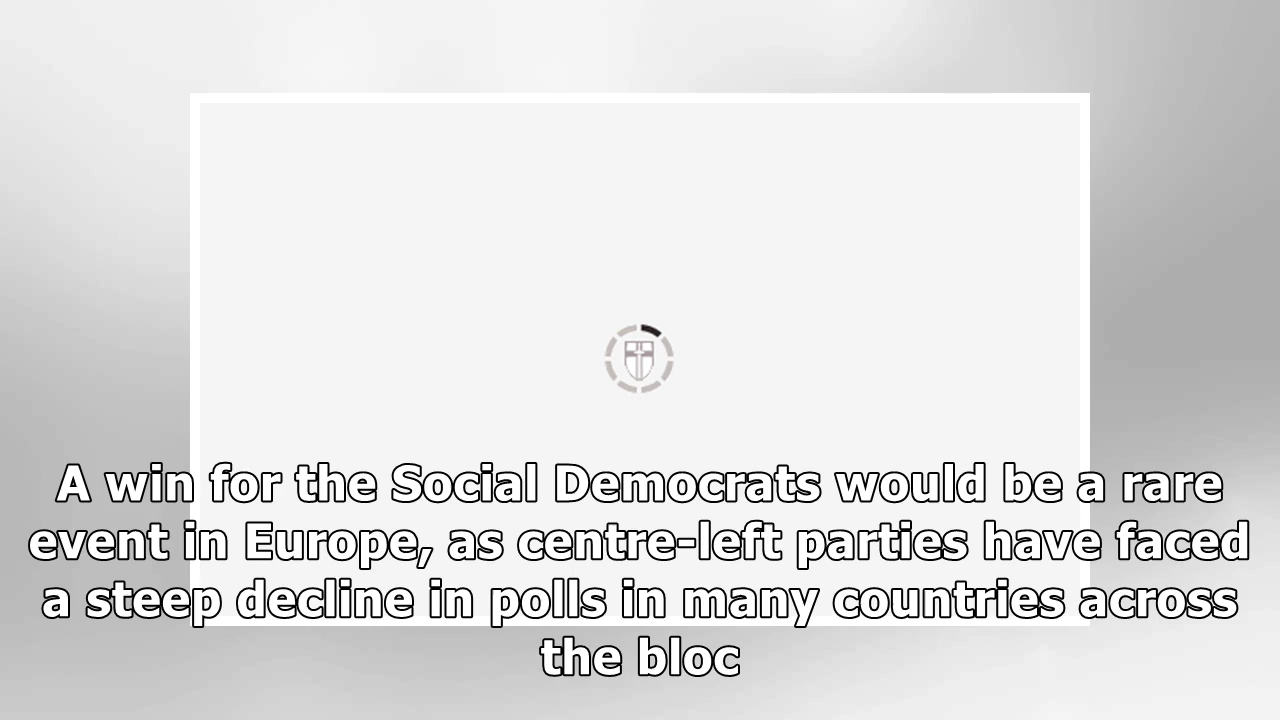 A win for the Social Democrats would be a rare
event in Europe, as centre-left parties have faced
a steep decline in polls in many countries across
the bloc